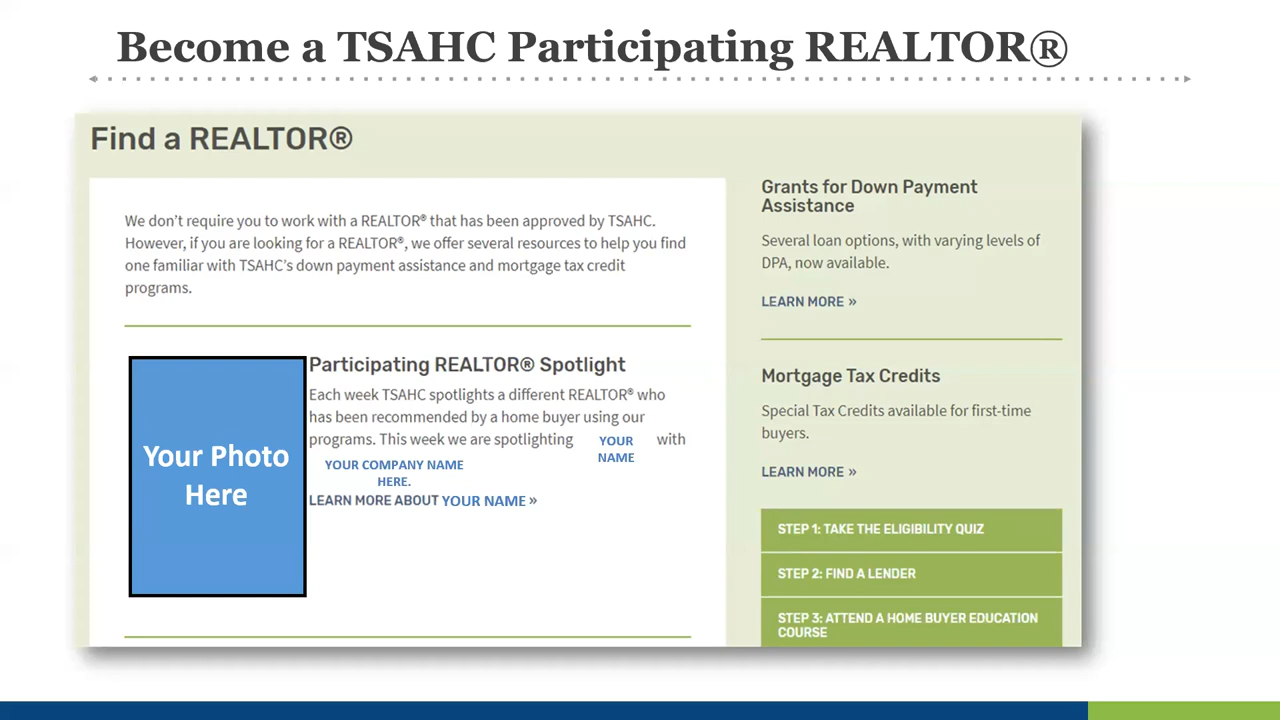 Become a TSAHC Participating REALTOR®
Find a REALTOR®
We don’t require you to work with a REALTOR® that has been approved by TSAHC.
However, if you are looking for a REALTOR®, we offer several resources to help you find
one familiar with TSAHC’s down payment assistance and mortgage tax credit
programs.
Your Photo
Here
Participating REALTOR® Spotlight
Each week TSAHC spotlights a different REALTOR® who
has been recommended by a home buyer using our
programs. This week we are spotlighting YOUR NAME with
YOUR COMPANY NAME
HERE.
LEARN MORE ABOUT YOUR NAME »
Grants for Down Payment
Assistance
Several loan options, with varying levels of
DPA, now available.
LEARN MORE »
Mortgage Tax Credits
Special Tax Credits available for first-time
buyers.
LEARN MORE »
STEP 1: TAKE THE ELIGIBILITY QUIZ
STEP 2: FIND A LENDER
STEP 3: ATTEND A HOME BUYER EDUCATION
COURSE